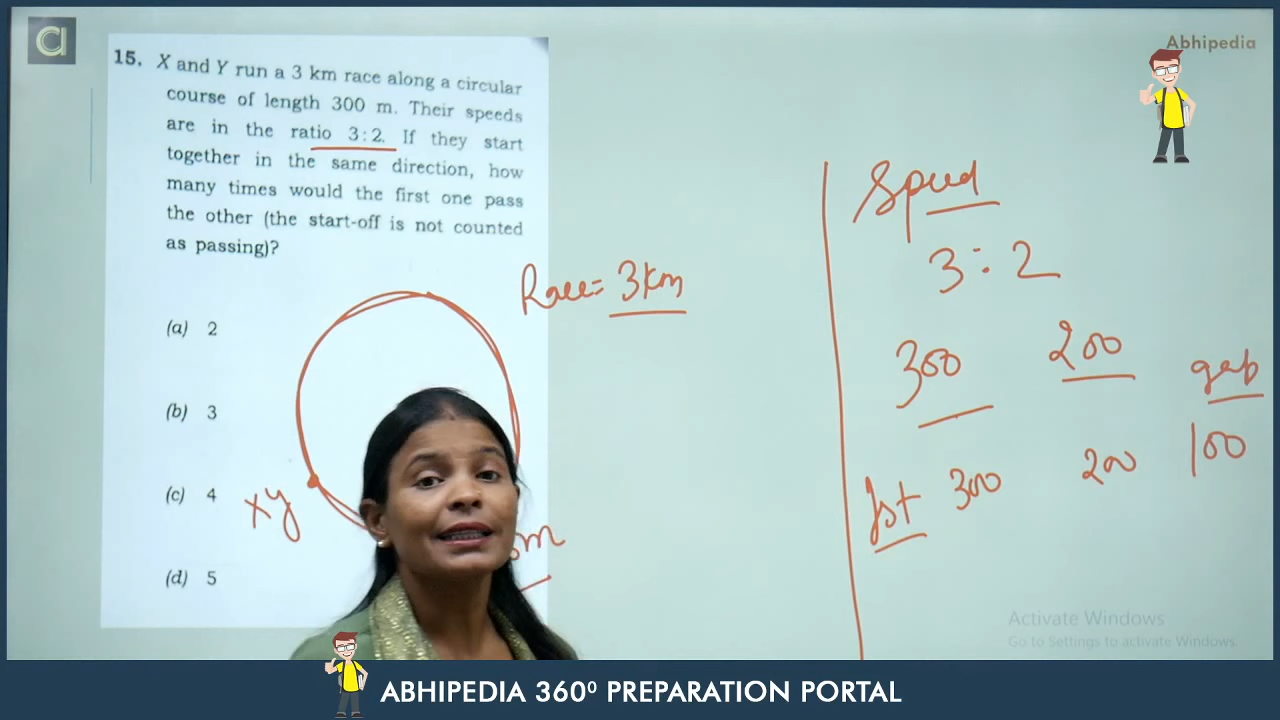 Abhipedia
15. X and Y run a 3 km race along a circular
course of length 300 m. Their speeds
are in the ratio 3:2. If they start
together in the same direction, how
many times would the first one pass
the other (the start-off is not counted
as passing)?
(a) 2
(b) 3
(c) 4
(d) 5
Race = 3km
xy
m
Speed
3:2
300 200 gap
1st 300 200 100
Activate Windows
Go to Settings to activate Windows.
ABHIPEDIA 360⁰ PREPARATION PORTAL